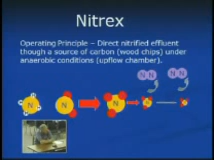 Nitrex
Operating Principle – Direct nitrified effluent
though a source of carbon (wood chips) under
anaerobic conditions (upflow chamber).
N N N N
N N N